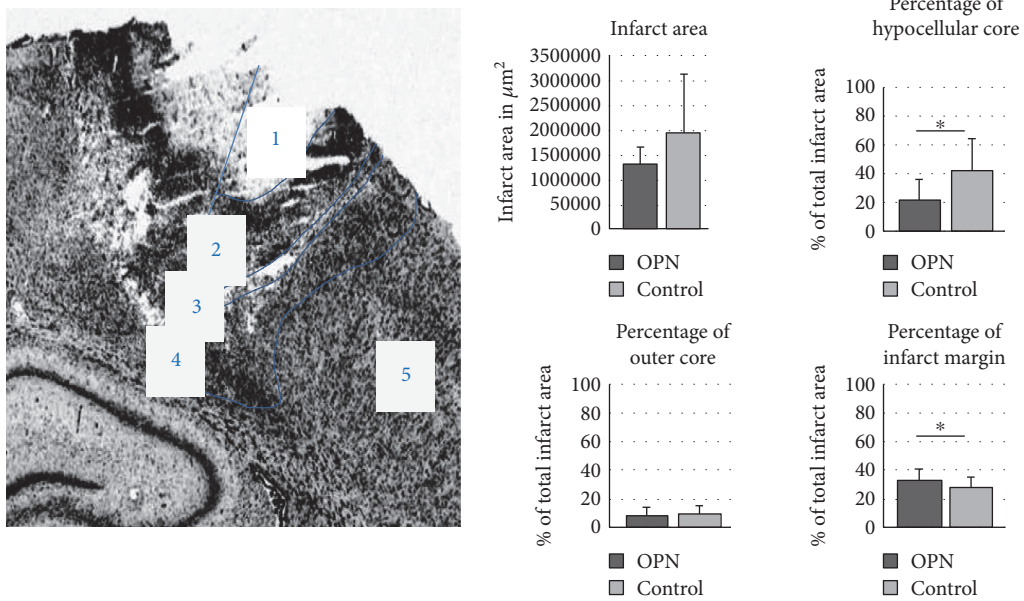 1
2
3
4
5
Infarct area
Infarct area in μm²
3500000
3000000
2500000
2000000
1500000
1000000
50000
0
OPN
Control
Percentage of
hypocellular core
% of total infarct area
100
80
60
40
20
0
*
OPN
Control
Percentage of
outer core
% of total infarct area
100
80
60
40
20
0
OPN
Control
Percentage of
infarct margin
% of total infarct area
100
80
60
40
20
0
*
OPN
Control